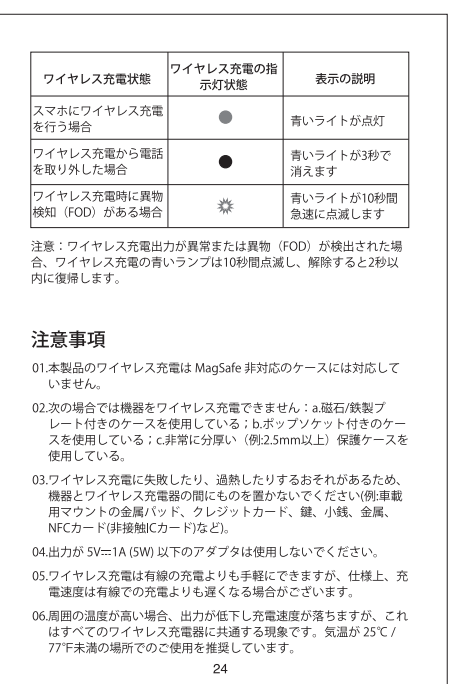 ワイヤレス充電状態
ワイヤレス充電の指
示灯状態
表示の説明
スマホにワイヤレス充電
を行う場合
青いライトが点灯
ワイヤレス充電から電話
を取り外した場合
青いライトが3秒で
消えます
ワイヤレス充電時に異物
検知（FOD）がある場合
青いライトが10秒間
急速に点滅します
注意：ワイヤレス充電出力が異常または異物（FOD）が検出された場
合、ワイヤレス充電の青いランプは10秒間点滅し、解除すると2秒以
内に復帰します。
注意事項
01.本製品のワイヤレス充電は MagSafe 非対応のケースには対応して
いません。
02.次の場合では機器をワイヤレス充電できません：a.磁石/鉄製プ
レート付きのケースを使用している；b.ポップソケット付きのケー
スを使用している；c.非常に分厚い（例:2.5mm以上）保護ケースを
使用している。
03.ワイヤレス充電に失敗したり、過熱したりするおそれがあるため、
機器とワイヤレス充電器の間にものを置かないでください(例:車載
用マウントの金属パッド、クレジットカード、鍵、小銭、金属、
NFCカード(非接触ICカード)など)。
04.出力が 5V⎓1A (5W) 以下のアダプタは使用しないでください。
05.ワイヤレス充電は有線の充電よりも手軽にできますが、仕様上、充
電速度は有線での充電よりも遅くなる場合がございます。
06.周囲の温度が高い場合、出力が低下し充電速度が落ちますが、これ
はすべてのワイヤレス充電器に共通する現象です。気温が 25℃ /
77℉未満の場所でのご使用を推奨しています。
24